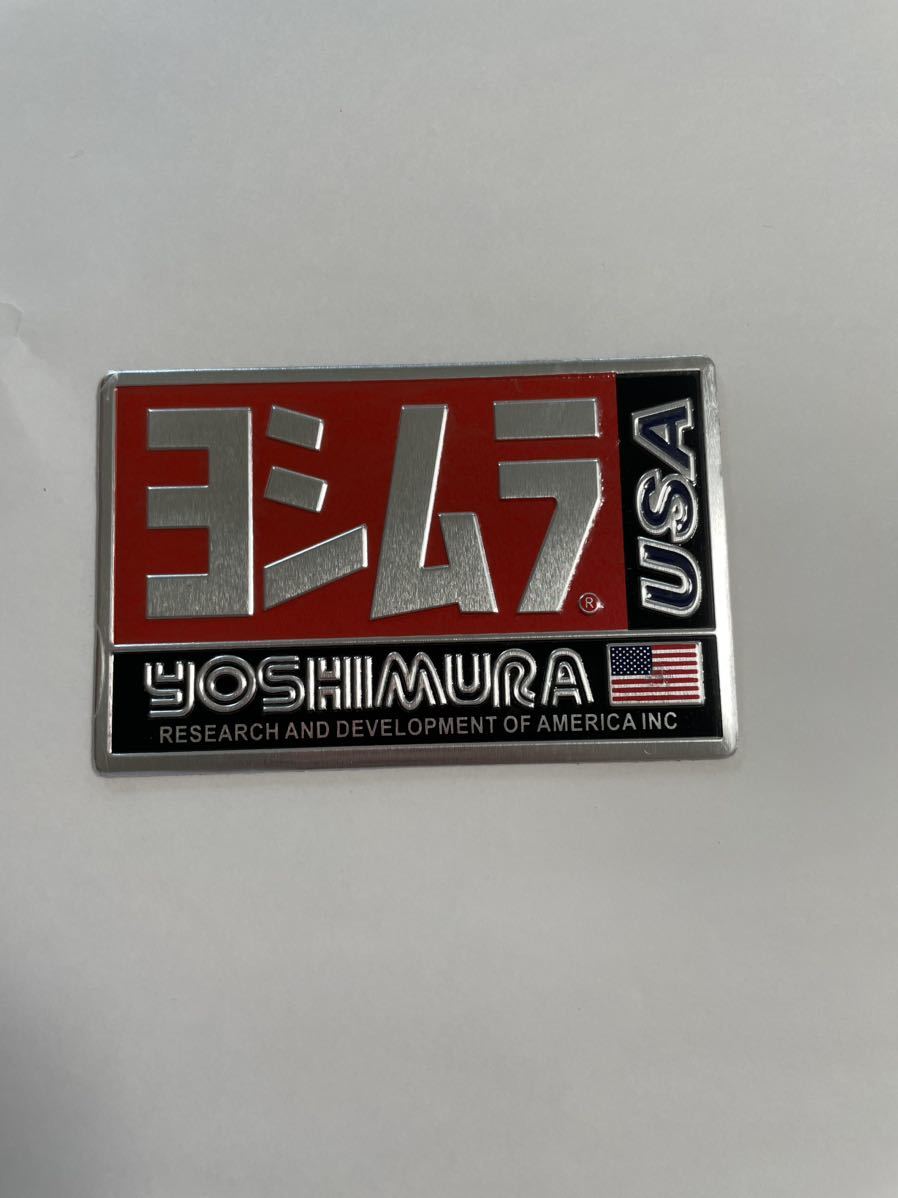 ヨシムラ®
USA
YOSHIMURA
RESEARCH AND DEVELOPMENT OF AMERICA INC